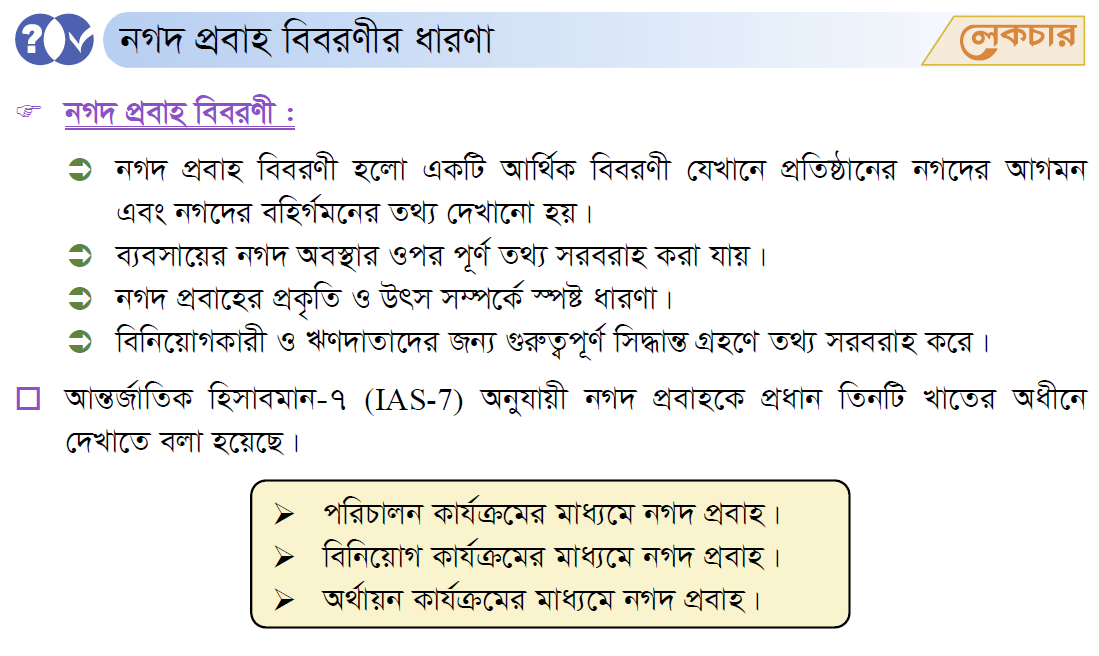 নগদ প্রবাহ বিবরণীর ধারণা
লেকচার
নগদ প্রবাহ বিবরণী :
নগদ প্রবাহ বিবরণী হলো একটি আর্থিক বিবরণী যেখানে প্রতিষ্ঠানের নগদের আগমন
এবং নগদের বহির্গমনের তথ্য দেখানো হয়।
ব্যবসায়ের নগদ অবস্থার ওপর পূর্ণ তথ্য সরবরাহ করা যায়।
নগদ প্রবাহের প্রকৃতি ও উৎস সম্পর্কে স্পষ্ট ধারণা।
বিনিয়োগকারী ও ঋণদাতাদের জন্য গুরুত্বপূর্ণ সিদ্ধান্ত গ্রহণে তথ্য সরবরাহ করে।
আন্তর্জাতিক হিসাবমান-৭ (IAS-7) অনুযায়ী নগদ প্রবাহকে প্রধান তিনটি খাতের অধীনে
দেখাতে বলা হয়েছে।
পরিচালন কার্যক্রমের মাধ্যমে নগদ প্রবাহ।
বিনিয়োগ কার্যক্রমের মাধ্যমে নগদ প্রবাহ।
অর্থায়ন কার্যক্রমের মাধ্যমে নগদ প্রবাহ।